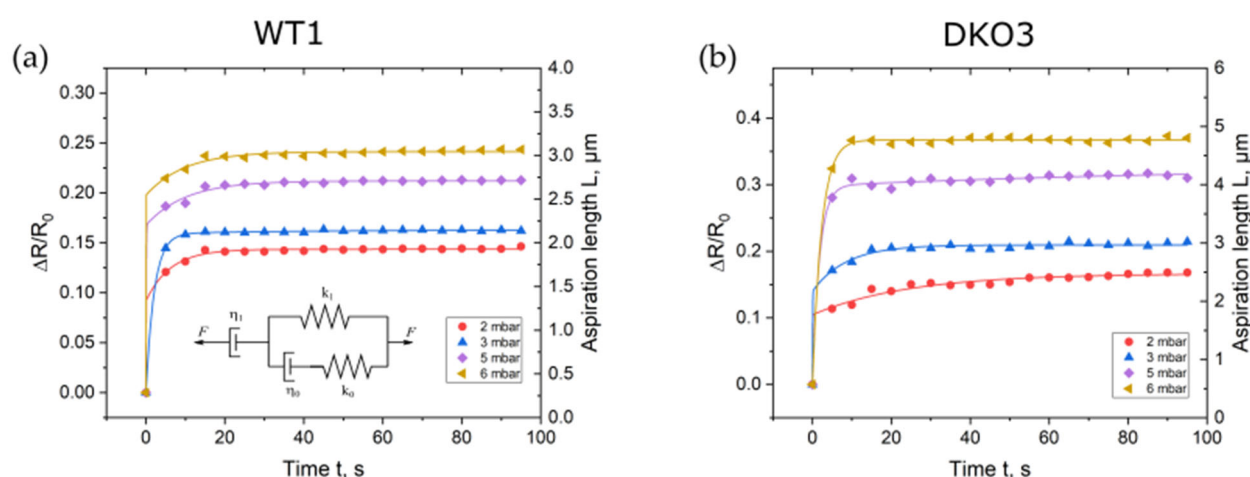 WT1
DKO3
(a)
(b)
ΔR/R₀
0.30
0.25
0.20
0.15
0.10
0.05
0.00
4.0
3.5
3.0
2.5
2.0
1.5
1.0
0.5
0.0
Aspiration length L, μm
k₁
η₁
F
F
η₀
k₀
2 mbar
3 mbar
5 mbar
6 mbar
0 20 40 60 80 100
Time t, s
ΔR/R₀
0.4
0.3
0.2
0.1
0.0
6
5
4
3
2
1
0
Aspiration length L, μm
2 mbar
3 mbar
5 mbar
6 mbar
0 20 40 60 80 100
Time t, s